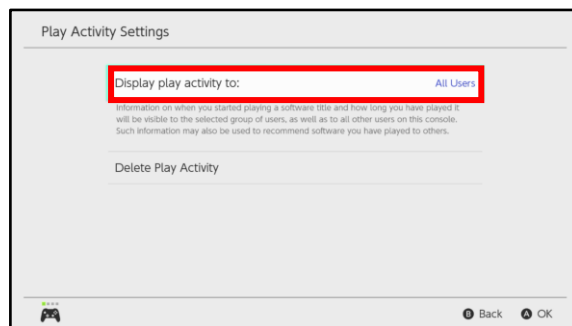 Play Activity Settings
Display play activity to: All Users
Information on when you started playing a software title and how long you have played it
will be visible to the selected group of users, as well as to all other users on this console.
Such information may also be used to recommend software you have played to others.
Delete Play Activity
B Back A OK